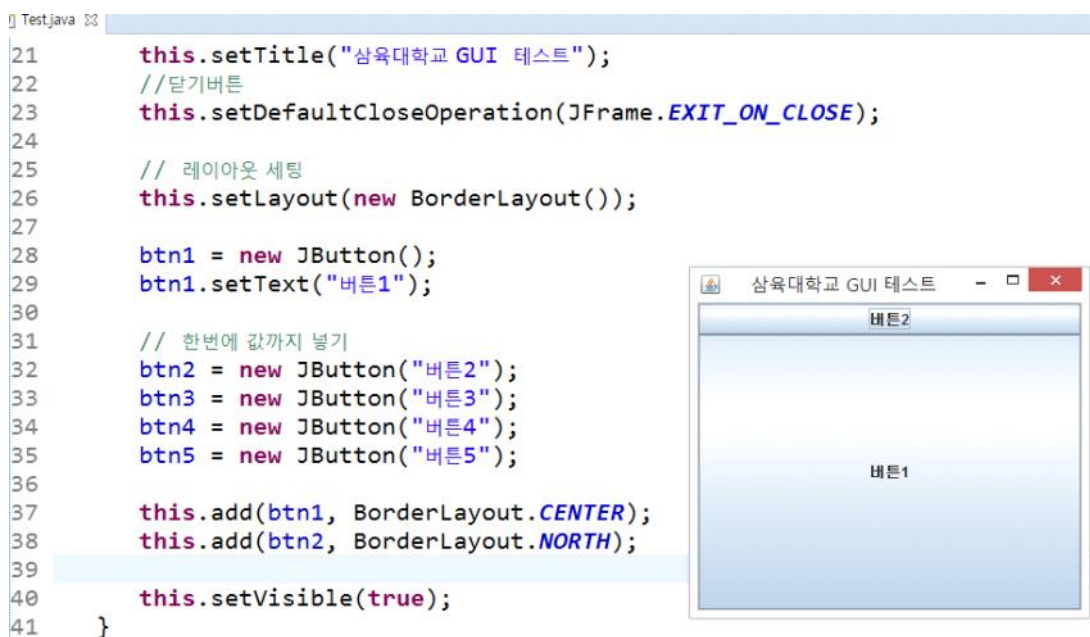 Test.java
21 this.setTitle("삼육대학교 GUI 테스트");
22 //닫기버튼
23 this.setDefaultCloseOperation(JFrame.EXIT_ON_CLOSE);
24
25 // 레이아웃 세팅
26 this.setLayout(new BorderLayout());
27
28 btn1 = new JButton();
29 btn1.setText("버튼1");
30
31 // 한번에 값까지 넣기
32 btn2 = new JButton("버튼2");
33 btn3 = new JButton("버튼3");
34 btn4 = new JButton("버튼4");
35 btn5 = new JButton("버튼5");
36
37 this.add(btn1, BorderLayout.CENTER);
38 this.add(btn2, BorderLayout.NORTH);
39
40 this.setVisible(true);
41 }
삼육대학교 GUI 테스트
버튼2
버튼1